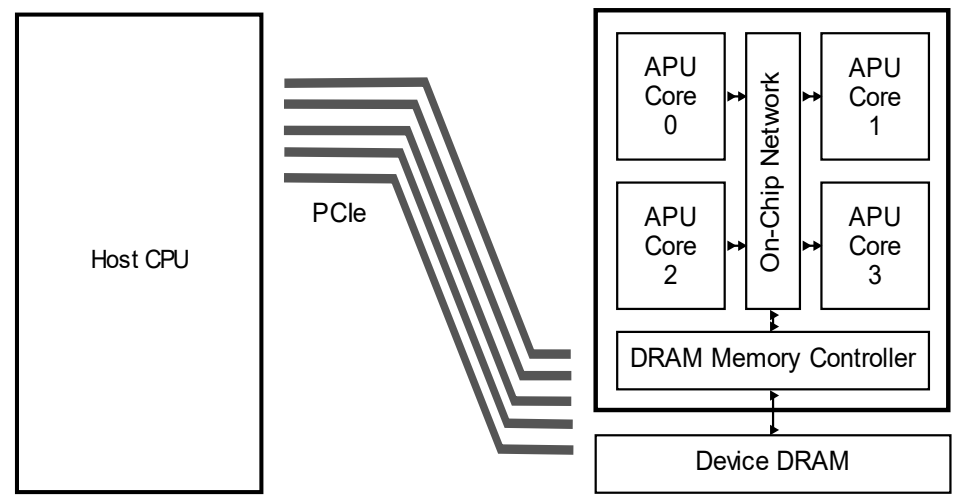 Host CPU
PCIe
APU
Core
0
On-Chip Network
APU
Core
1
APU
Core
2
APU
Core
3
DRAM Memory Controller
Device DRAM